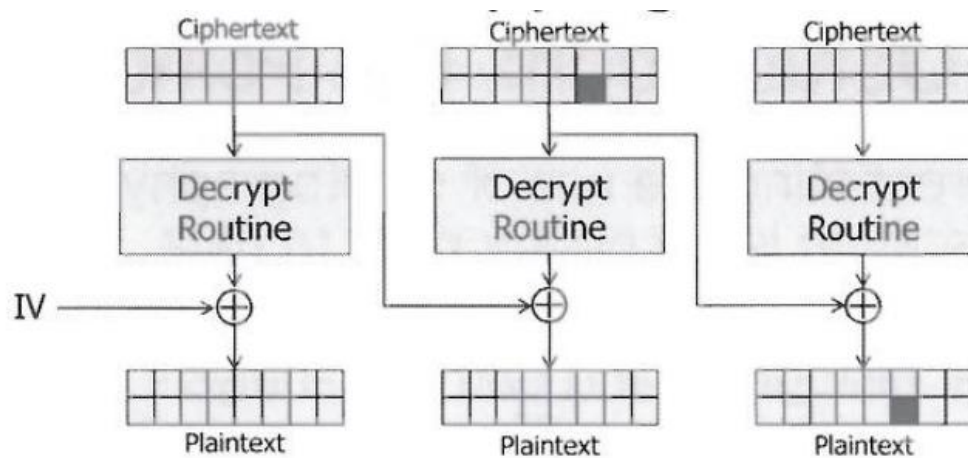 Ciphertext Ciphertext Ciphertext
Decrypt Decrypt Decrypt
Routine Routine Routine
IV
Plaintext Plaintext Plaintext